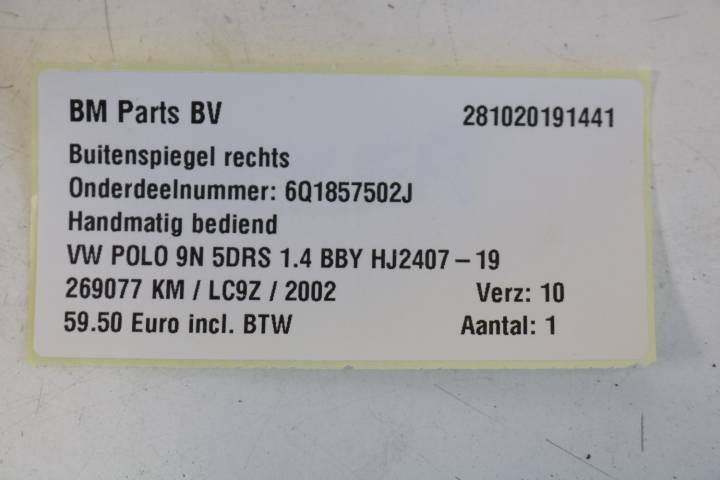 BM Parts BV 281020191441
Buitenspiegel rechts
Onderdeelnummer: 6Q1857502J
Handmatig bediend
VW POLO 9N 5DRS 1.4 BBY HJ2407 – 19
269077 KM / LC9Z / 2002 Verz: 10
59.50 Euro incl. BTW Aantal: 1